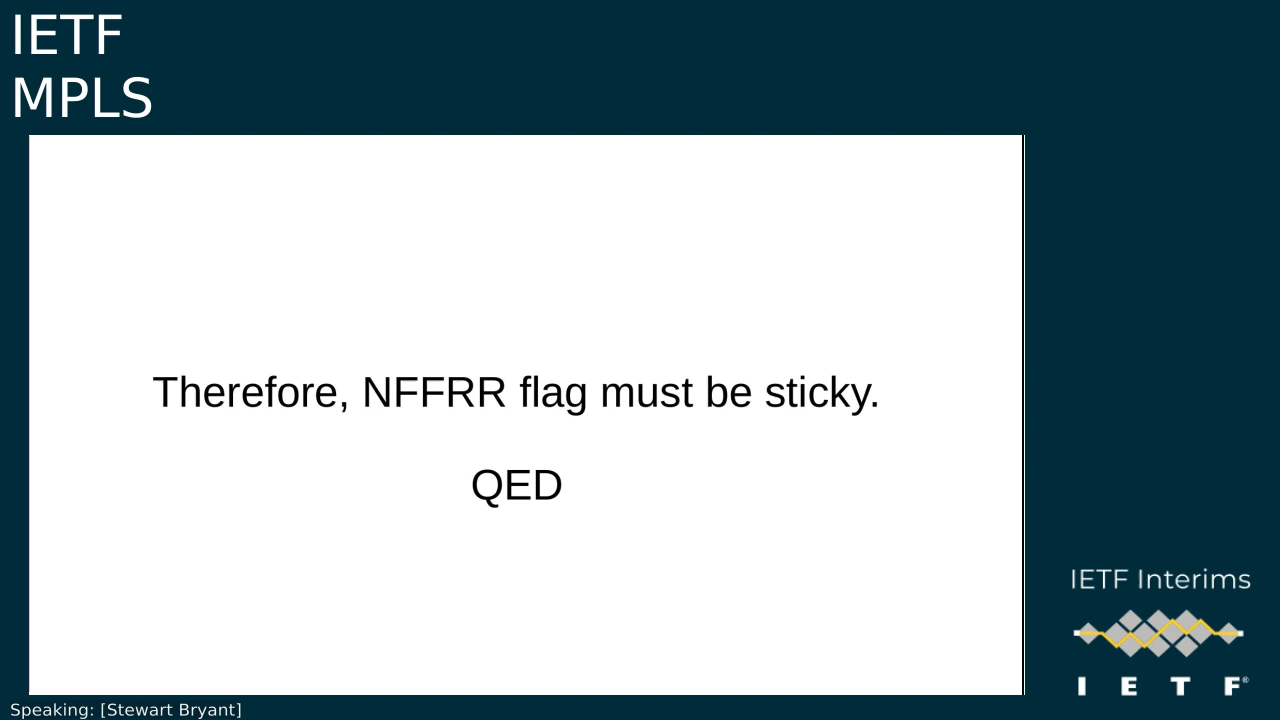 IETF
MPLS
Therefore, NFFRR flag must be sticky.
QED
IETF Interims
I E T F®
Speaking: [Stewart Bryant]